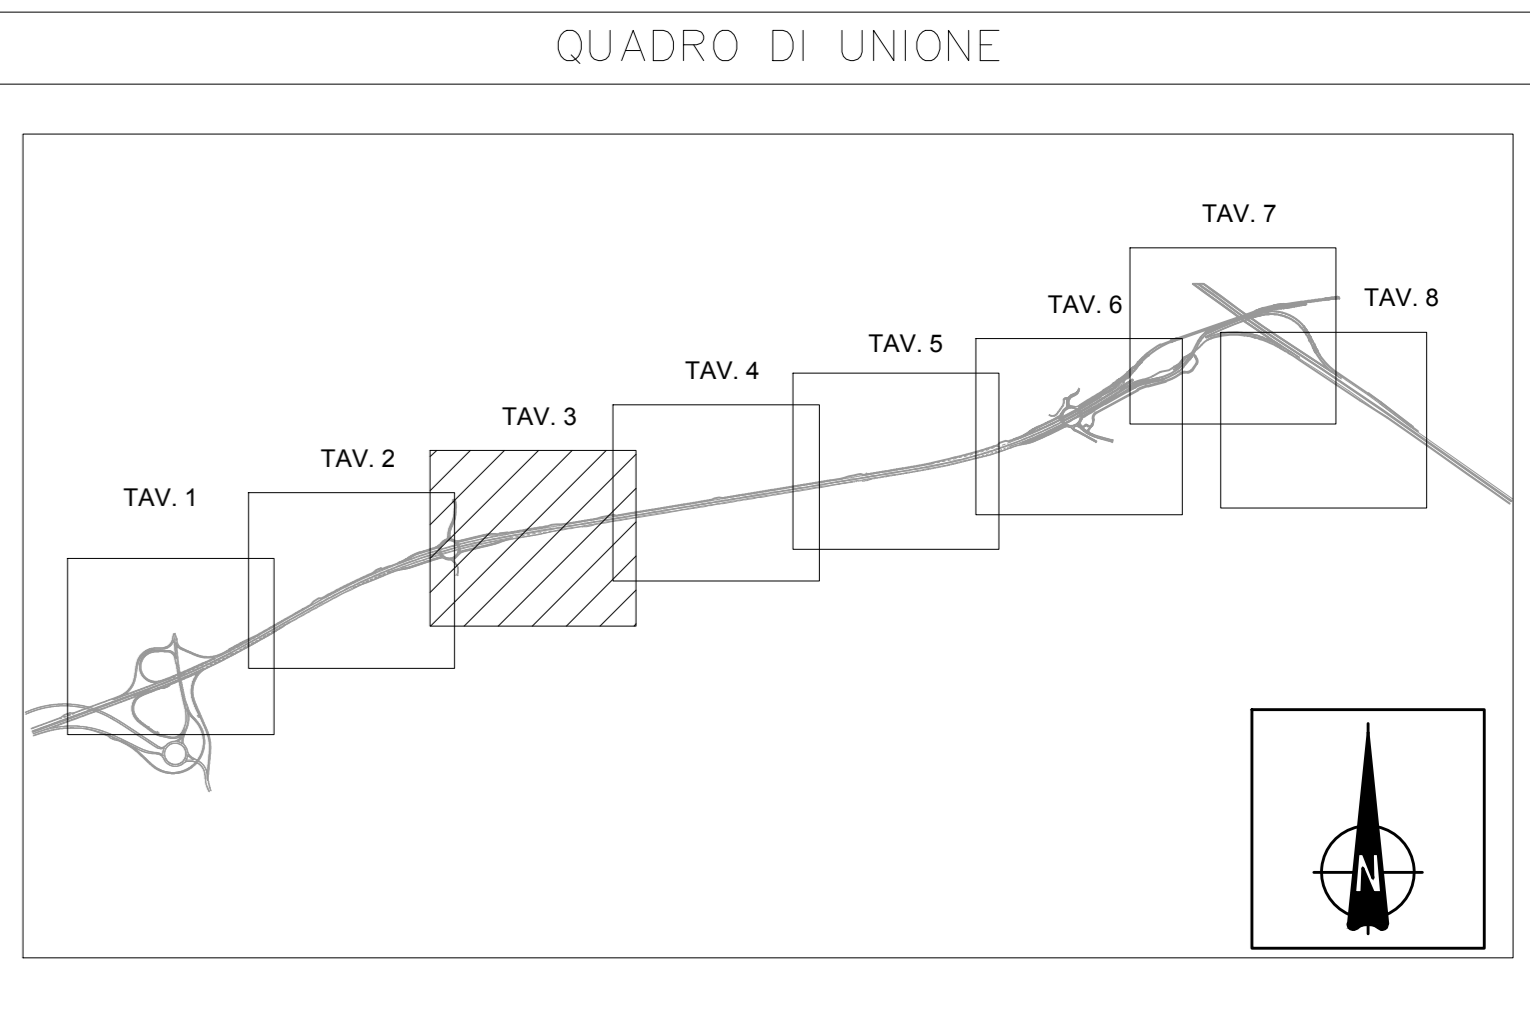 QUADRO DI UNIONE
TAV. 7
TAV. 6
TAV. 8
TAV. 5
TAV. 4
TAV. 3
TAV. 2
TAV. 1
N